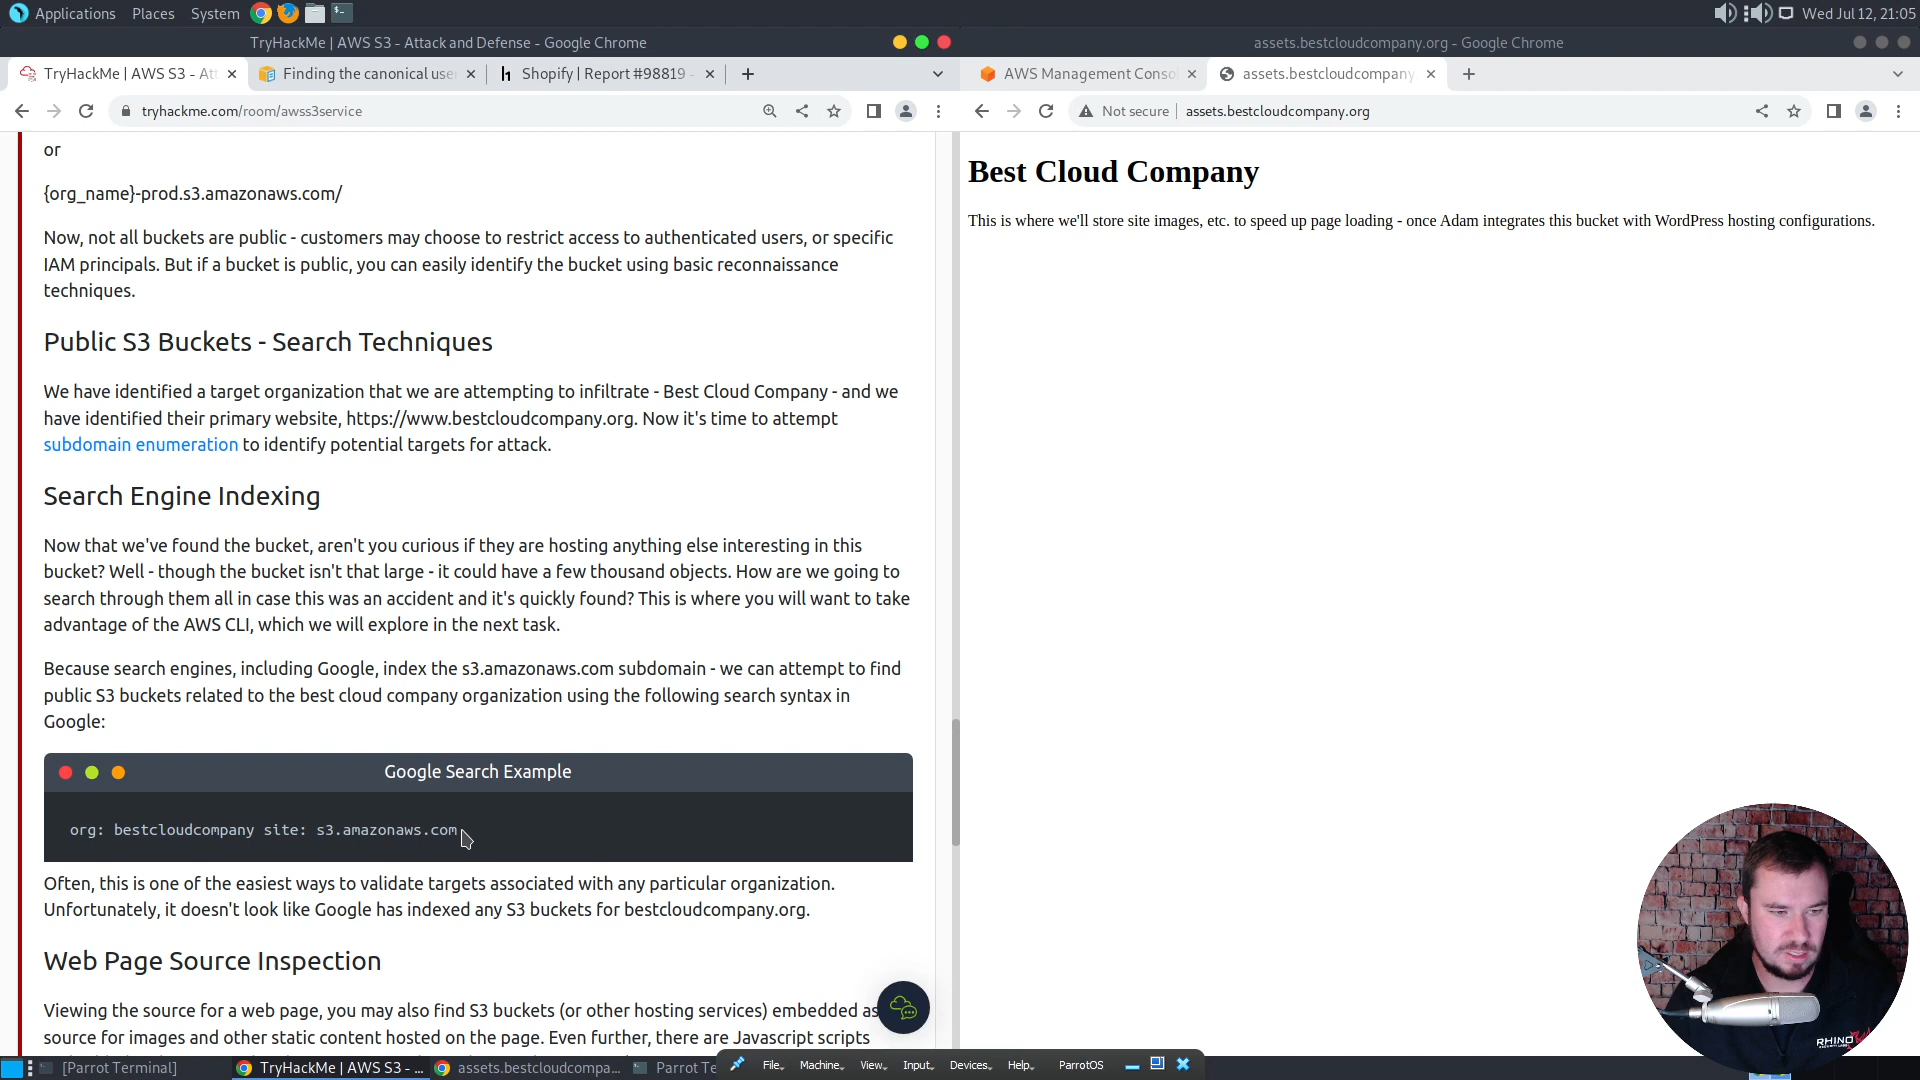 Applications Places System
Wed Jul 12, 21:05
TryHackMe | AWS S3 - Attack and Defense - Google Chrome
assets.bestcloudcompany.org - Google Chrome
TryHackMe | AWS S3 - Att
Finding the canonical use
Shopify | Report #98819 -
AWS Management Conso
assets.bestcloudcompany
tryhackme.com/room/awss3service
Not secure
assets.bestcloudcompany.org
or
{org_name}-prod.s3.amazonaws.com/
Now, not all buckets are public - customers may choose to restrict access to authenticated users, or specific
IAM principals. But if a bucket is public, you can easily identify the bucket using basic reconnaissance
techniques.
Public S3 Buckets - Search Techniques
We have identified a target organization that we are attempting to infiltrate - Best Cloud Company - and we
have identified their primary website, https://www.bestcloudcompany.org. Now it's time to attempt
subdomain enumeration to identify potential targets for attack.
Search Engine Indexing
Now that we've found the bucket, aren't you curious if they are hosting anything else interesting in this
bucket? Well - though the bucket isn't that large - it could have a few thousand objects. How are we going to
search through them all in case this was an accident and it's quickly found? This is where you will want to take
advantage of the AWS CLI, which we will explore in the next task.
Because search engines, including Google, index the s3.amazonaws.com subdomain - we can attempt to find
public S3 buckets related to the best cloud company organization using the following search syntax in
Google:
Google Search Example
org: bestcloudcompany site: s3.amazonaws.com
Often, this is one of the easiest ways to validate targets associated with any particular organization.
Unfortunately, it doesn't look like Google has indexed any S3 buckets for bestcloudcompany.org.
Web Page Source Inspection
Viewing the source for a web page, you may also find S3 buckets (or other hosting services) embedded as
source for images and other static content hosted on the page. Even further, there are Javascript scripts
Best Cloud Company
This is where we'll store site images, etc. to speed up page loading - once Adam integrates this bucket with WordPress hosting configurations.
RHINO
[Parrot Terminal]
TryHackMe | AWS S3 - ...
assets.bestcloudcompa...
Parrot Te
File
Machine
View
Input
Devices
Help
ParrotOS